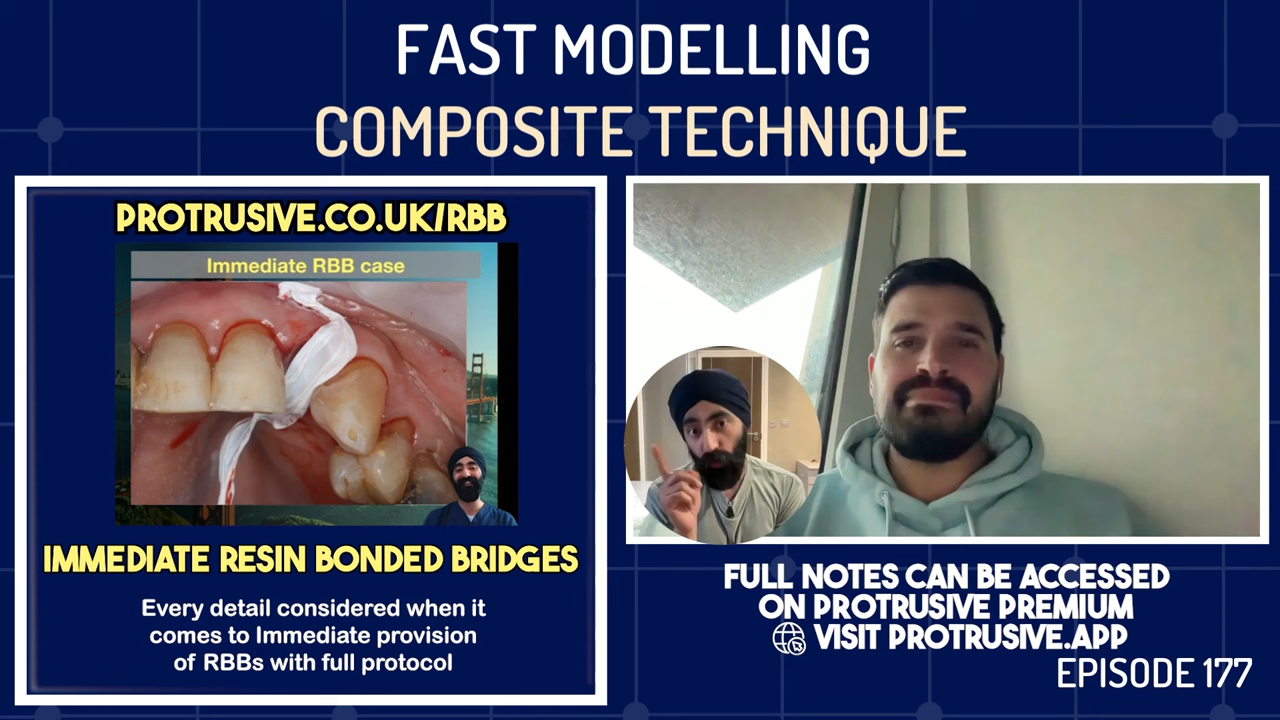 FAST MODELLING
COMPOSITE TECHNIQUE
PROTRUSIVE.CO.UK/RBB
Immediate RBB case
IMMEDIATE RESIN BONDED BRIDGES
Every detail considered when it
comes to Immediate provision
of RBBs with full protocol
FULL NOTES CAN BE ACCESSED
ON PROTRUSIVE PREMIUM
VISIT PROTRUSIVE.APP
EPISODE 177